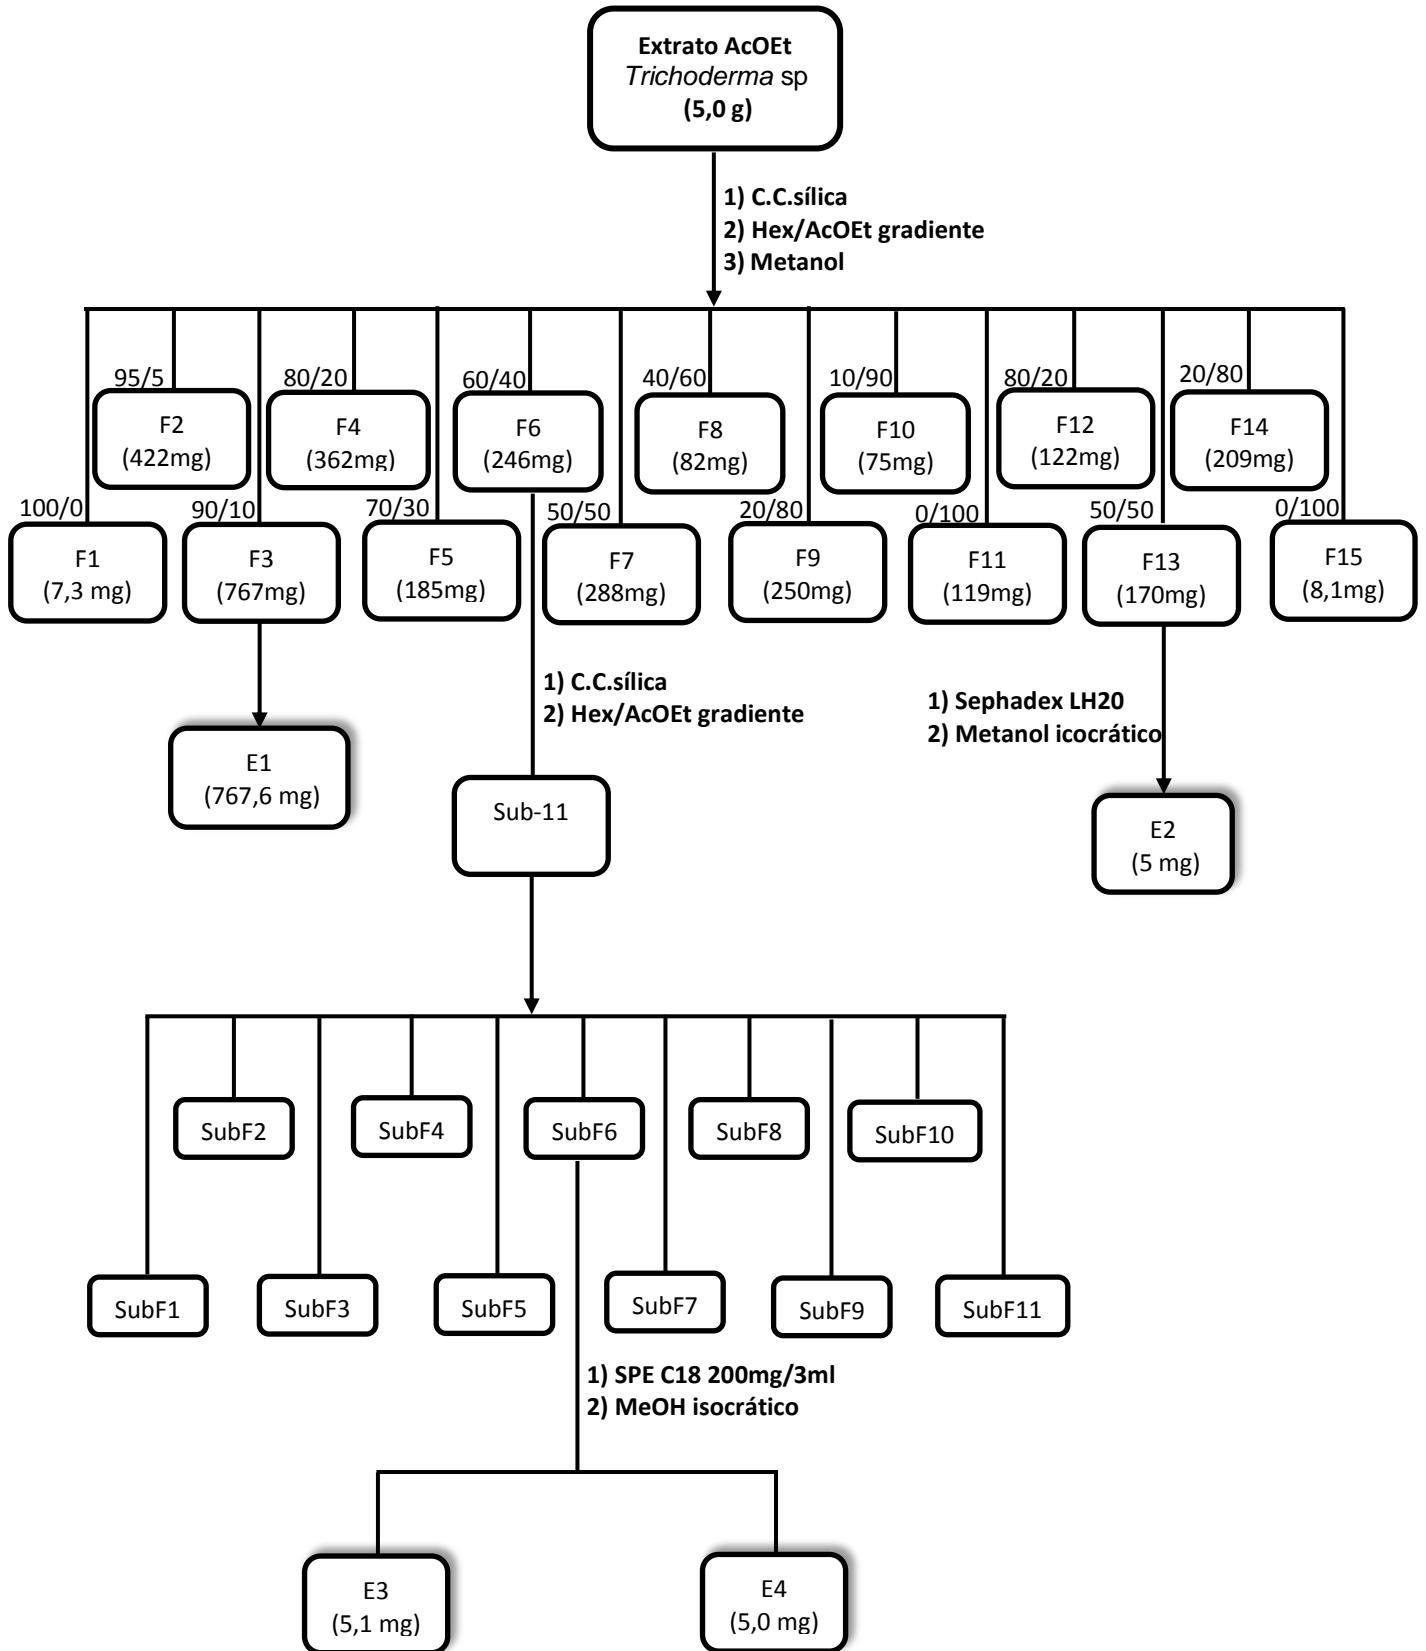 Extrato AcOEt
Trichoderma sp
(5,0 g)
1) C.C.sílica
2) Hex/AcOEt gradiente
3) Metanol
95/5
80/20
60/40
40/60
10/90
80/20
20/80
F2
(422mg)
F4
(362mg)
F6
(246mg)
F8
(82mg)
F10
(75mg)
F12
(122mg)
F14
(209mg)
100/0
90/10
70/30
50/50
20/80
0/100
50/50
0/100
F1
(7,3 mg)
F3
(767mg)
F5
(185mg)
F7
(288mg)
F9
(250mg)
F11
(119mg)
F13
(170mg)
F15
(8,1mg)
1) C.C.sílica
2) Hex/AcOEt gradiente
1) Sephadex LH20
2) Metanol icocrático
E1
(767,6 mg)
Sub-11
E2
(5 mg)
SubF2
SubF4
SubF6
SubF8
SubF10
SubF1
SubF3
SubF5
SubF7
SubF9
SubF11
1) SPE C18 200mg/3ml
2) MeOH isocrático
E3
(5,1 mg)
E4
(5,0 mg)